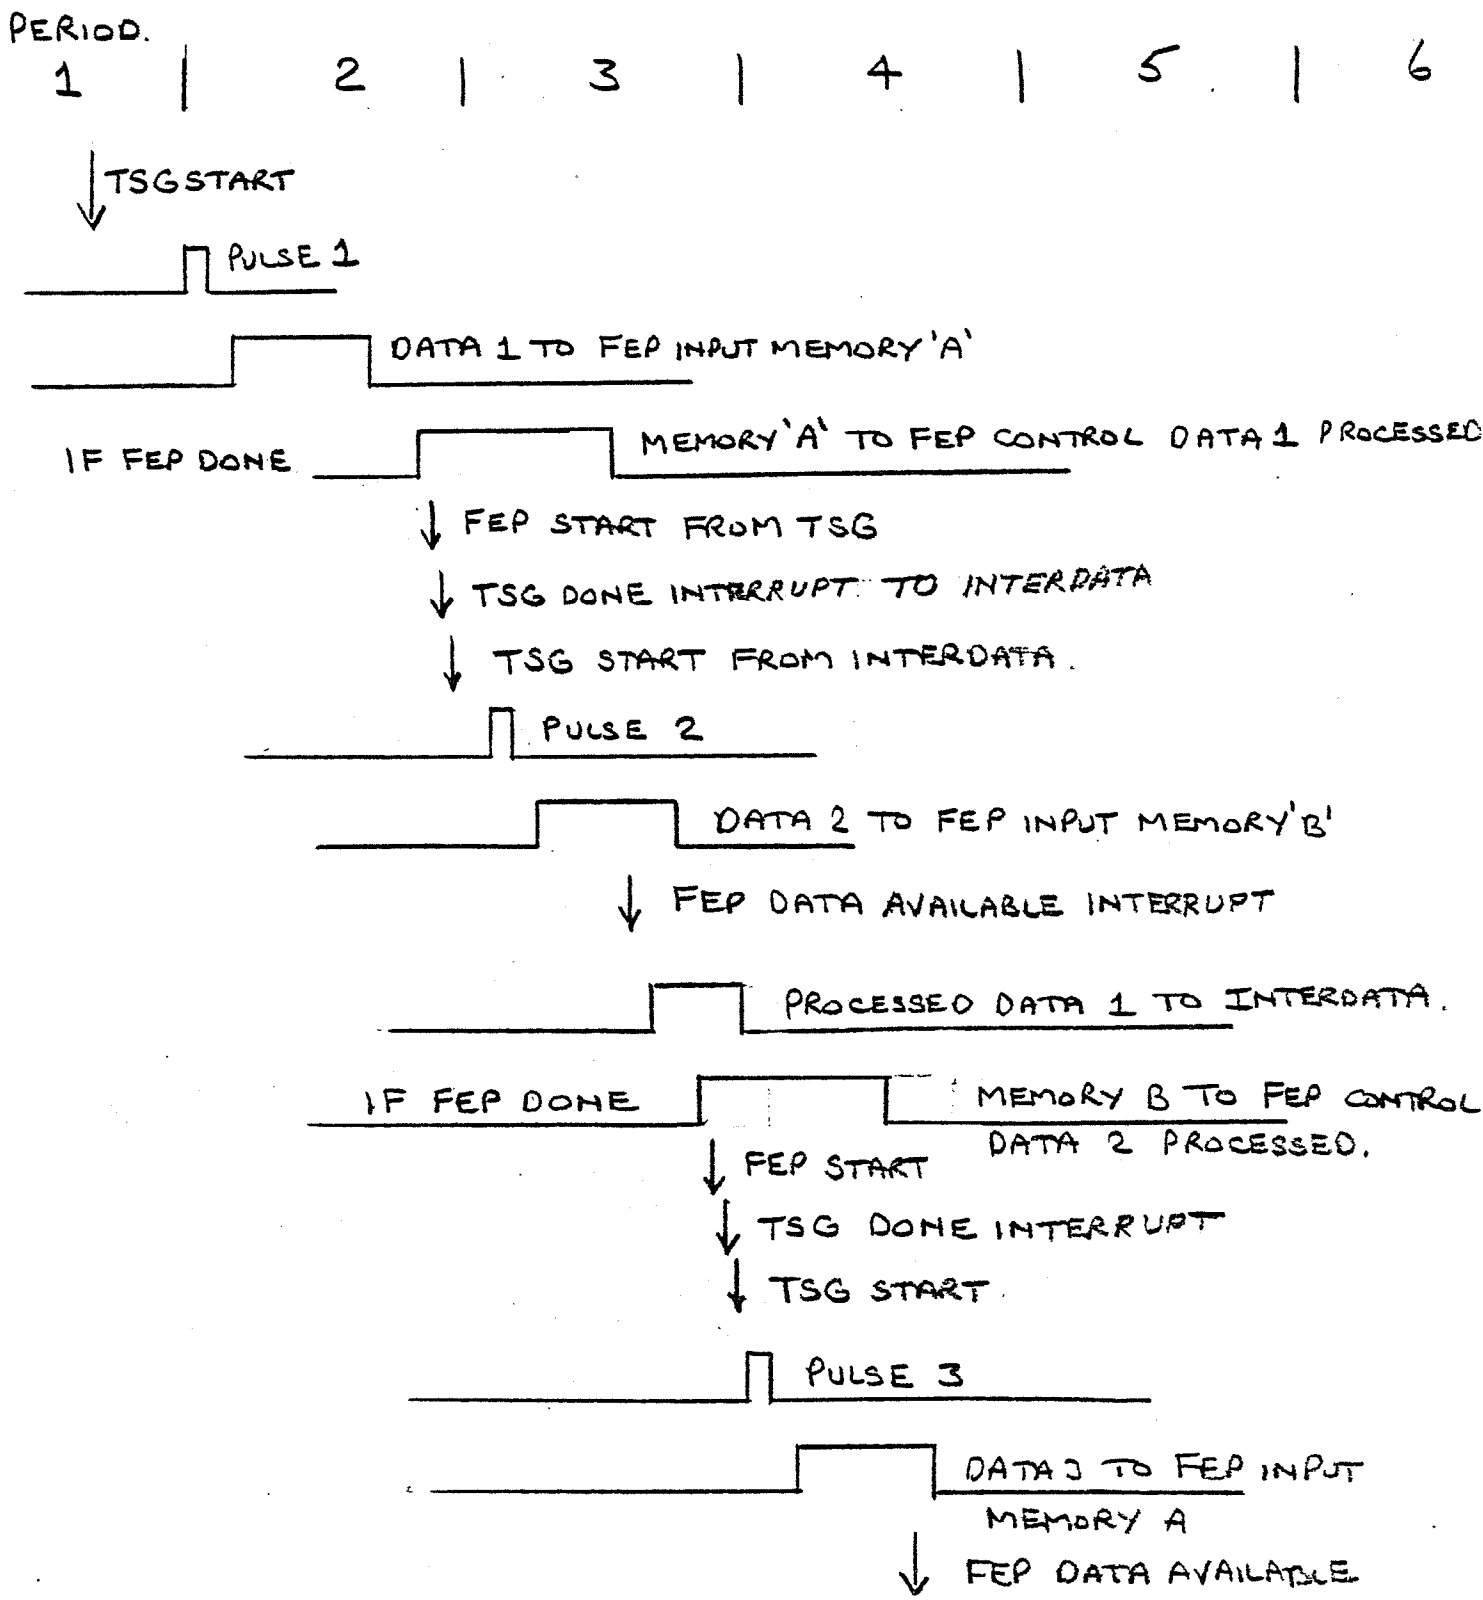 PERIOD.
1 | 2 | 3 | 4 | 5 | 6
TSG START
PULSE 1
DATA 1 TO FEP INPUT MEMORY 'A'
IF FEP DONE MEMORY 'A' TO FEP CONTROL DATA 1 PROCESSED
FEP START FROM TSG
TSG DONE INTERRUPT TO INTERDATA
TSG START FROM INTERDATA.
PULSE 2
DATA 2 TO FEP INPUT MEMORY 'B'
FEP DATA AVAILABLE INTERRUPT
PROCESSED DATA 1 TO INTERDATA.
IF FEP DONE MEMORY B TO FEP CONTROL
DATA 2 PROCESSED.
FEP START
TSG DONE INTERRUPT
TSG START.
PULSE 3
DATA 3 TO FEP INPUT
MEMORY A
FEP DATA AVAILABLE